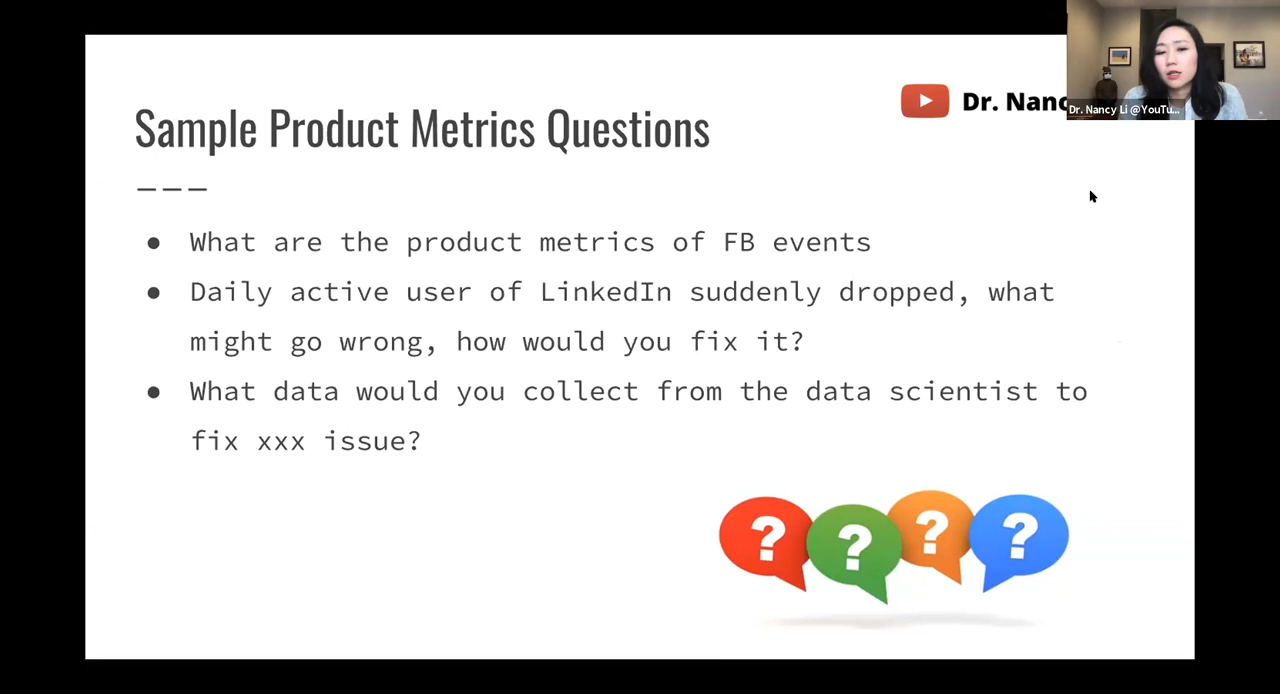 Dr. Nanc
Dr. Nancy Li @YouTu...
Sample Product Metrics Questions
● What are the product metrics of FB events
● Daily active user of LinkedIn suddenly dropped, what
might go wrong, how would you fix it?
● What data would you collect from the data scientist to
fix xxx issue?
? ? ? ?